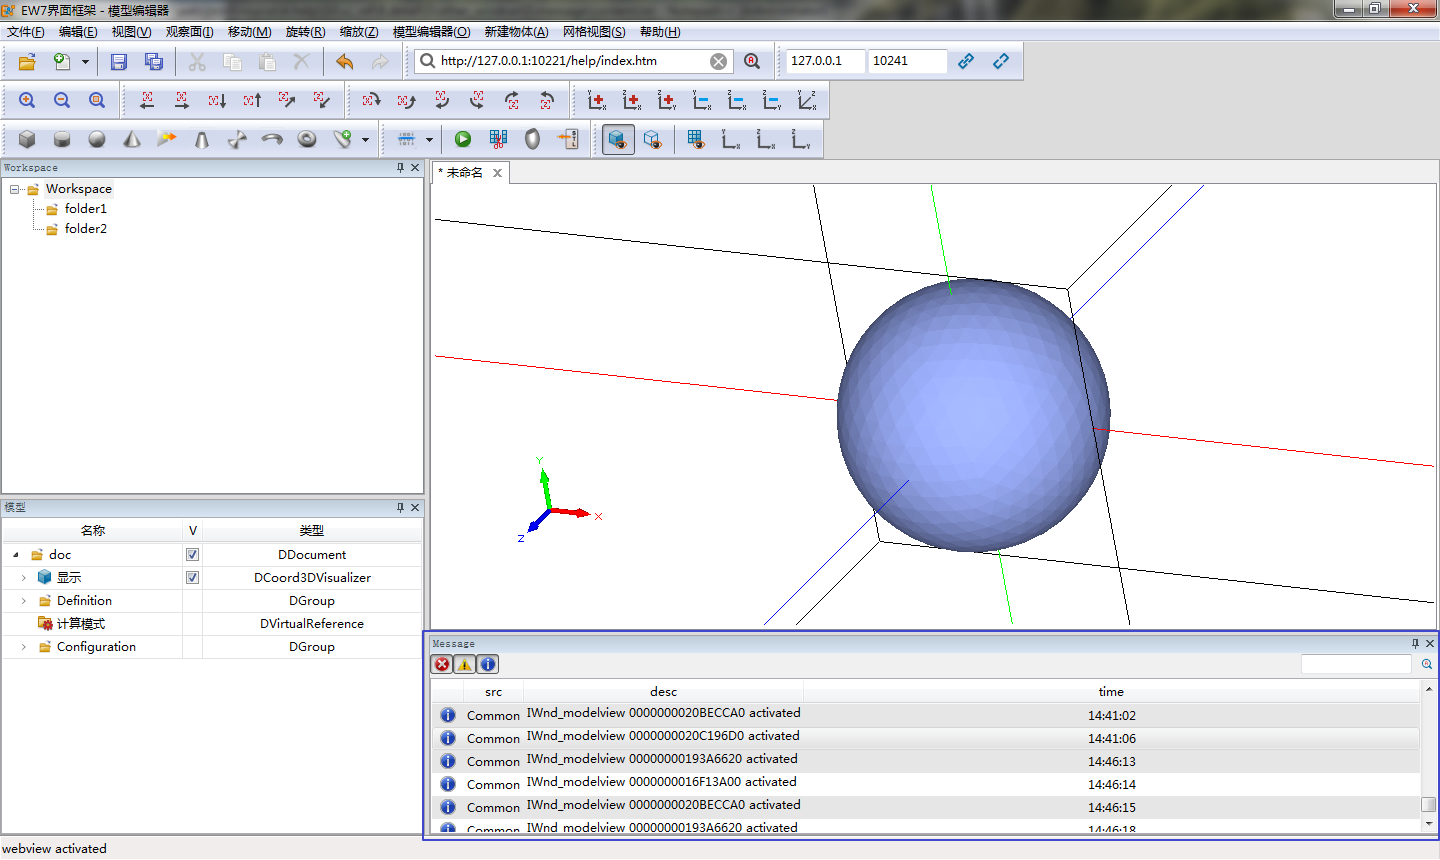 EW7界面框架 - 模型编辑器
文件(F) 编辑(E) 视图(V) 观察面(I) 移动(M) 旋转(R) 缩放(Z) 模型编辑器(O) 新建物体(A) 网格视图(S) 帮助(H)
http://127.0.0.1:10221/help/index.htm 127.0.0.1 10241
Workspace
Workspace
folder1
folder2
* 未命名
Y
X
Z
模型
名称 V 类型
doc DDocument
显示 DCoord3DVisualizer
Definition DGroup
计算模式 DVirtualReference
Configuration DGroup
Message
src desc time
Common IWnd_modelview 0000000020BECCA0 activated 14:41:02
Common IWnd_modelview 0000000020C196D0 activated 14:41:06
Common IWnd_modelview 00000000193A6620 activated 14:46:13
Common IWnd_modelview 0000000016F13A00 activated 14:46:14
Common IWnd_modelview 0000000020BECCA0 activated 14:46:15
Common IWnd_modelview 00000000193A6620 activated 14:46:18
webview activated